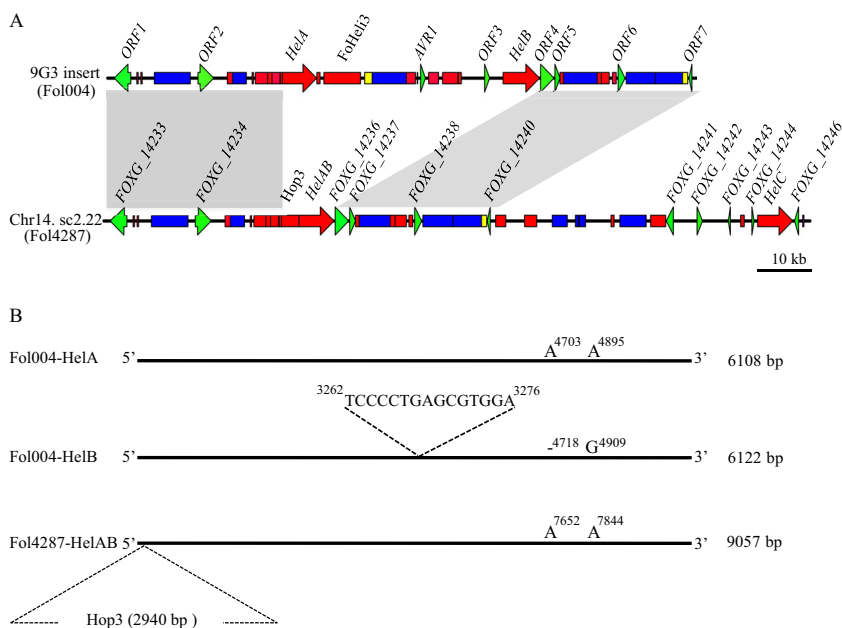 A
ORF1
ORF2
HelA
FoHeli3
AVR1
ORF3
HelB
ORF4
ORF5
ORF6
ORF7
9G3 insert
(Fol004)
FOXG_14233
FOXG_14234
Hop3
HelAB
FOXG_14236
FOXG_14237
FOXG_14238
FOXG_14240
FOXG_14241
FOXG_14242
FOXG_14243
FOXG_14244
HelC
FOXG_14246
Chr14. sc2.22
(Fol4287)
10 kb
B
Fol004-HelA 5’ A4703 A4895 3’ 6108 bp
3262TCCCCTGAGCGTGGA3276
Fol004-HelB 5’ -4718 G4909 3’ 6122 bp
Fol4287-HelAB 5’ A7652 A7844 3’ 9057 bp
Hop3 (2940 bp )